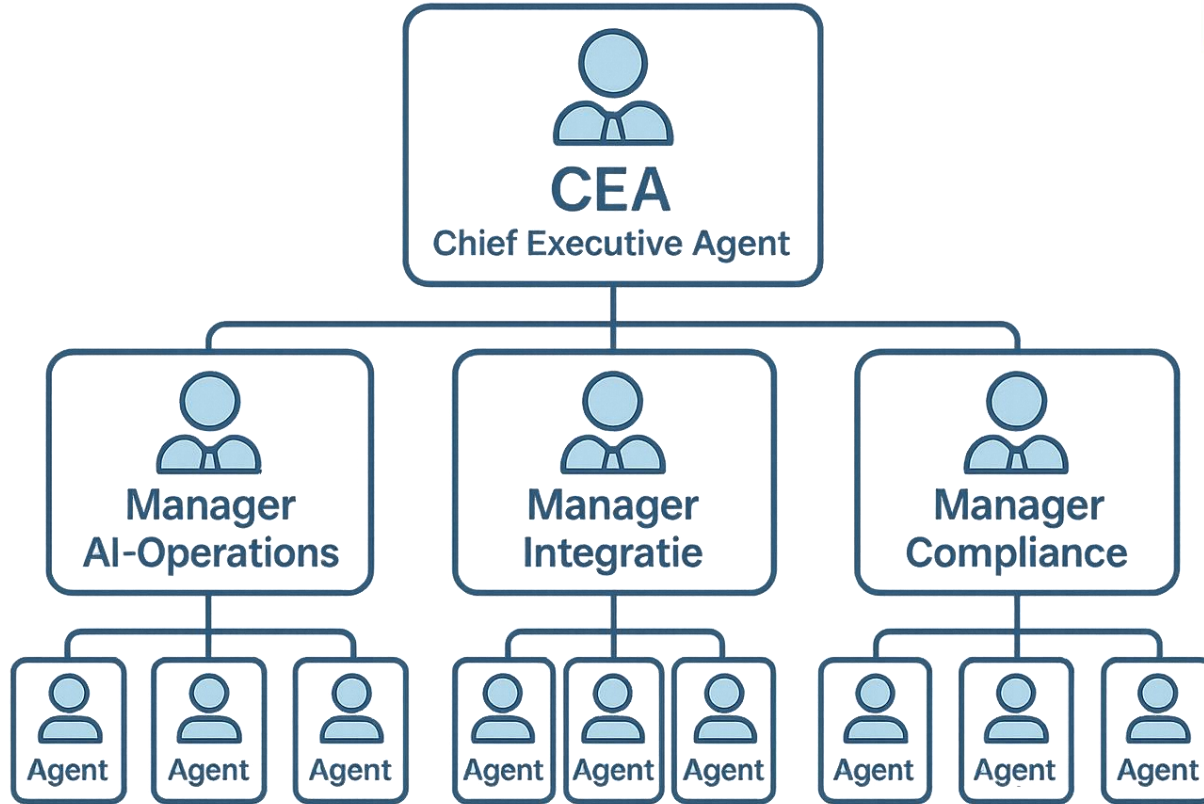 CEA
Chief Executive Agent
Manager
AI-Operations
Manager
Integratie
Manager
Compliance
Agent
Agent
Agent
Agent
Agent
Agent
Agent
Agent
Agent